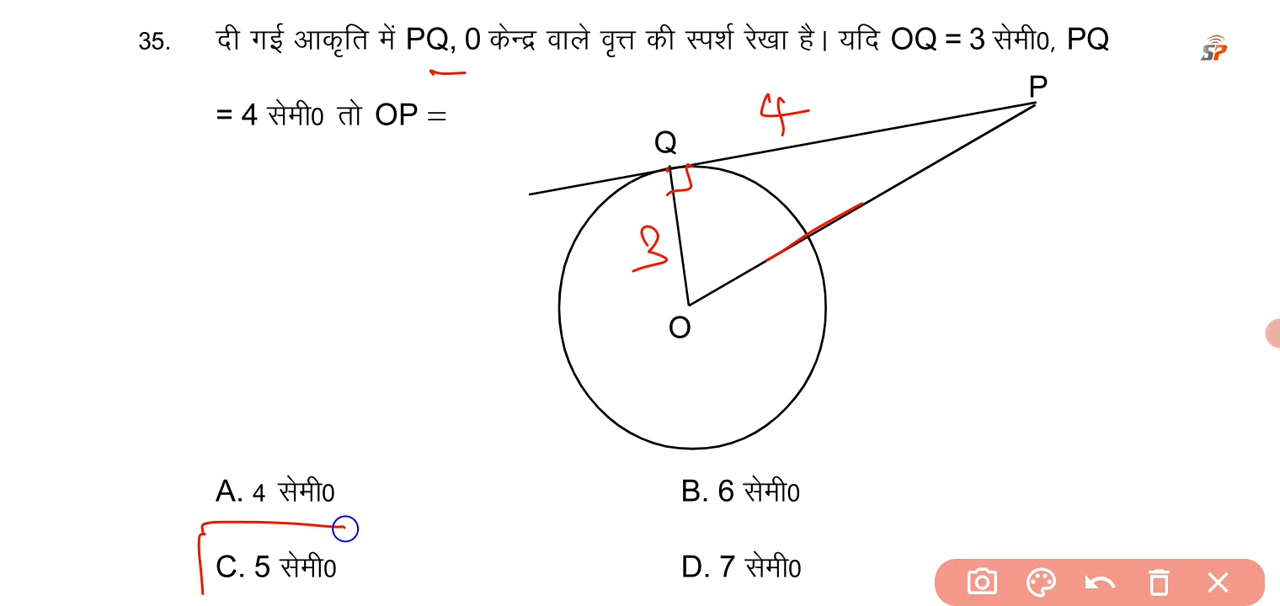 35. दी गई आकृति में PQ, 0 केन्द्र वाले वृत्त की स्पर्श रेखा है। यदि OQ = 3 सेमी0, PQ
= 4 सेमी0 तो OP =
SP
P
4
Q
3
O
A. 4 सेमी0 B. 6 सेमी0
C. 5 सेमी0 D. 7 सेमी0